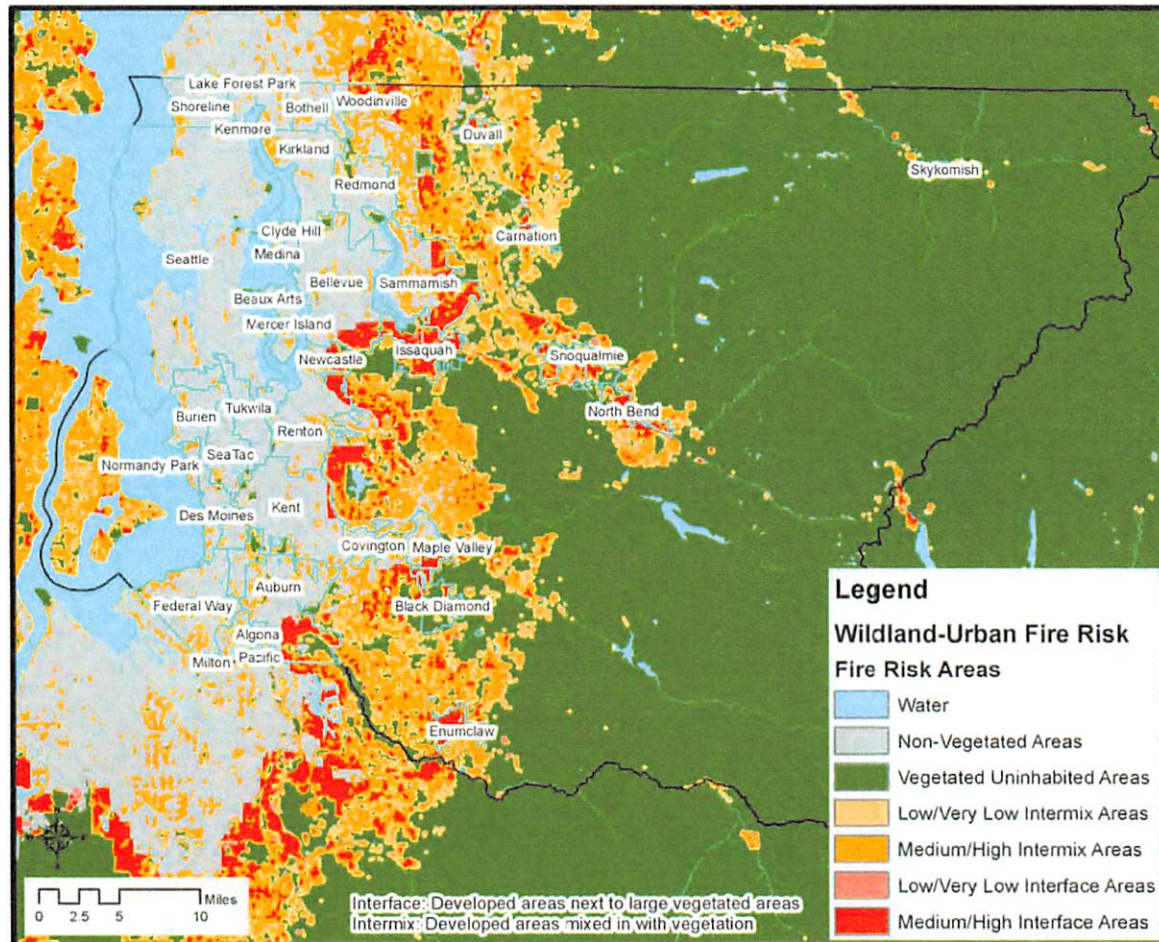 Lake Forest Park
Shoreline
Bothell
Woodinville
Kenmore
Duvall
Kirkland
Skykomish
Redmond
Clyde Hill
Carnation
Seattle
Medina
Bellevue
Sammamish
Beaux Arts
Mercer Island
Newcastle
Issaquah
Snoqualmie
North Bend
Burien
Tukwila
Renton
SeaTac
Normandy Park
Kent
Des Moines
Covington
Maple Valley
Auburn
Federal Way
Black Diamond
Algona
Milton
Pacific
Enumclaw
Legend
Wildland-Urban Fire Risk
Fire Risk Areas
Water
Non-Vegetated Areas
Vegetated Uninhabited Areas
Low/Very Low Intermix Areas
Medium/High Intermix Areas
Low/Very Low Interface Areas
Medium/High Interface Areas
Miles
0 2.5 5 10
Interface: Developed areas next to large vegetated areas
Intermix: Developed areas mixed in with vegetation